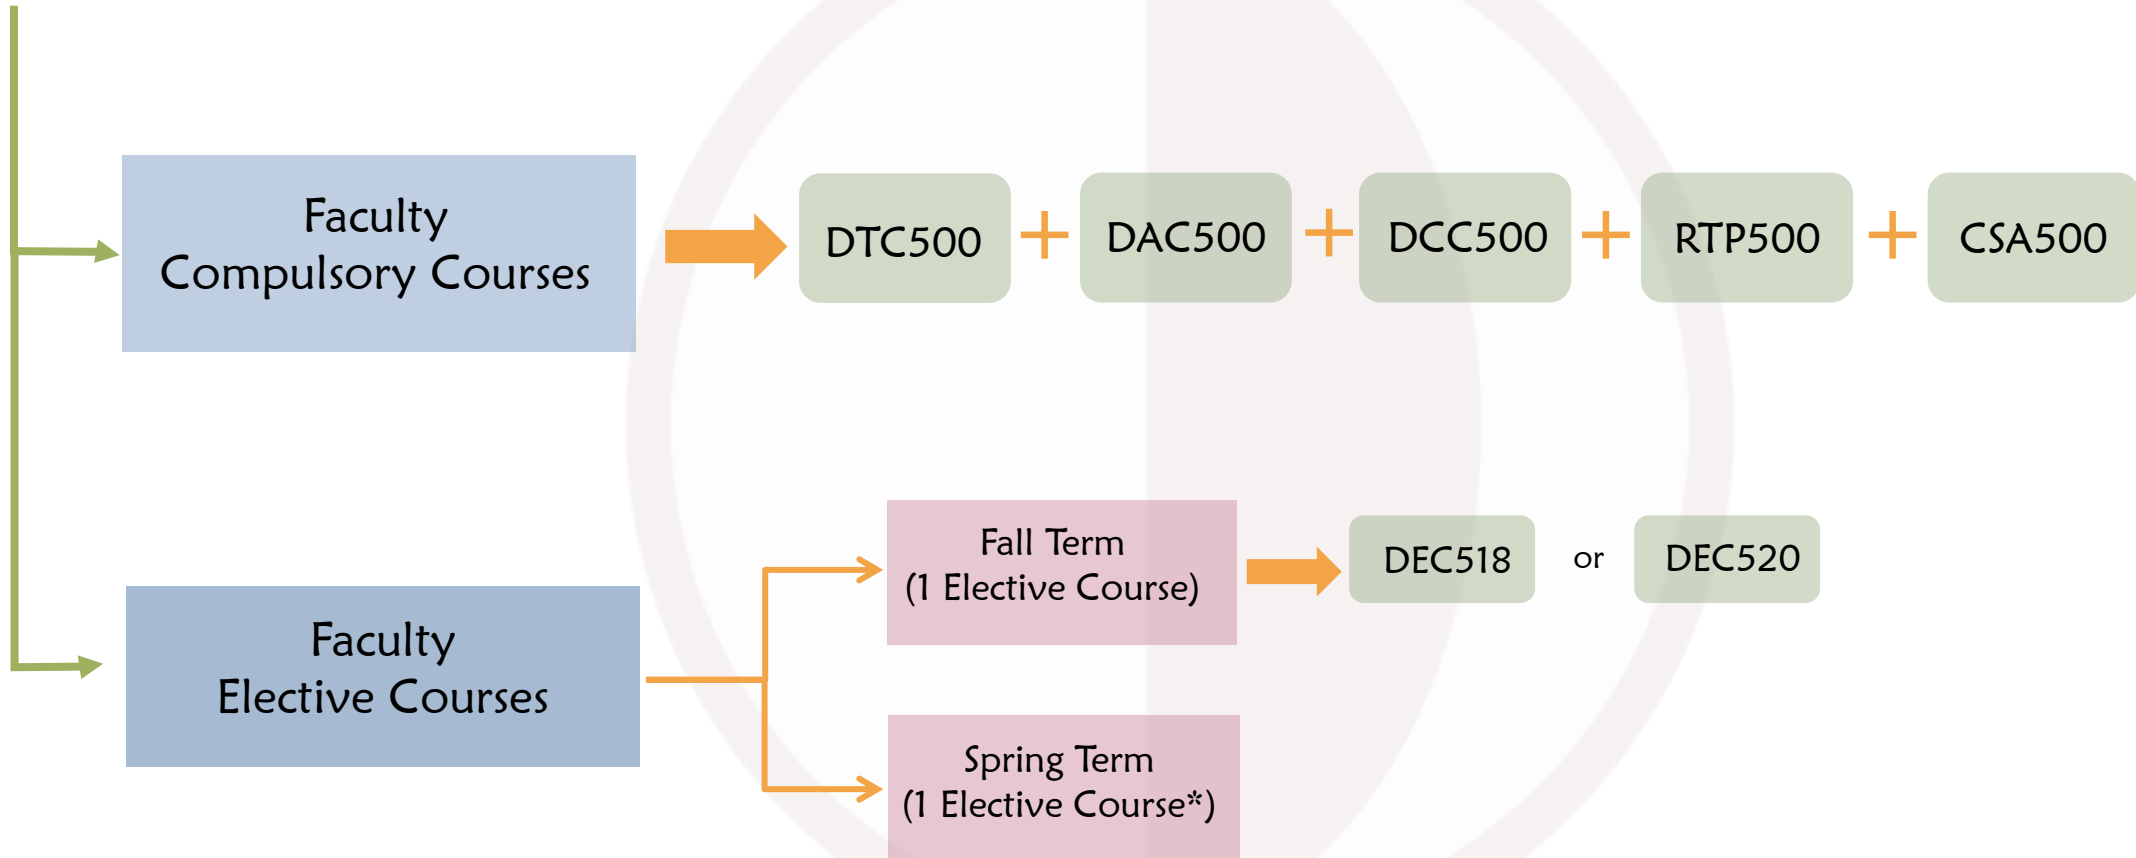 Faculty
Compulsory Courses
DTC500 + DAC500 + DCC500 + RTP500 + CSA500
Fall Term
(1 Elective Course)
DEC518 or DEC520
Faculty
Elective Courses
Spring Term
(1 Elective Course*)